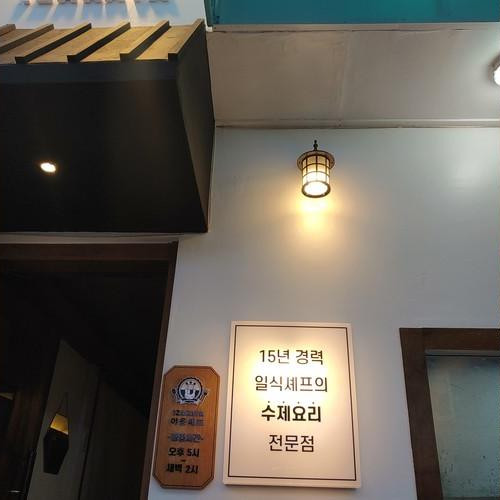 15년 경력
일식셰프의
수제요리
전문점
오후 5시
~
새벽 2시